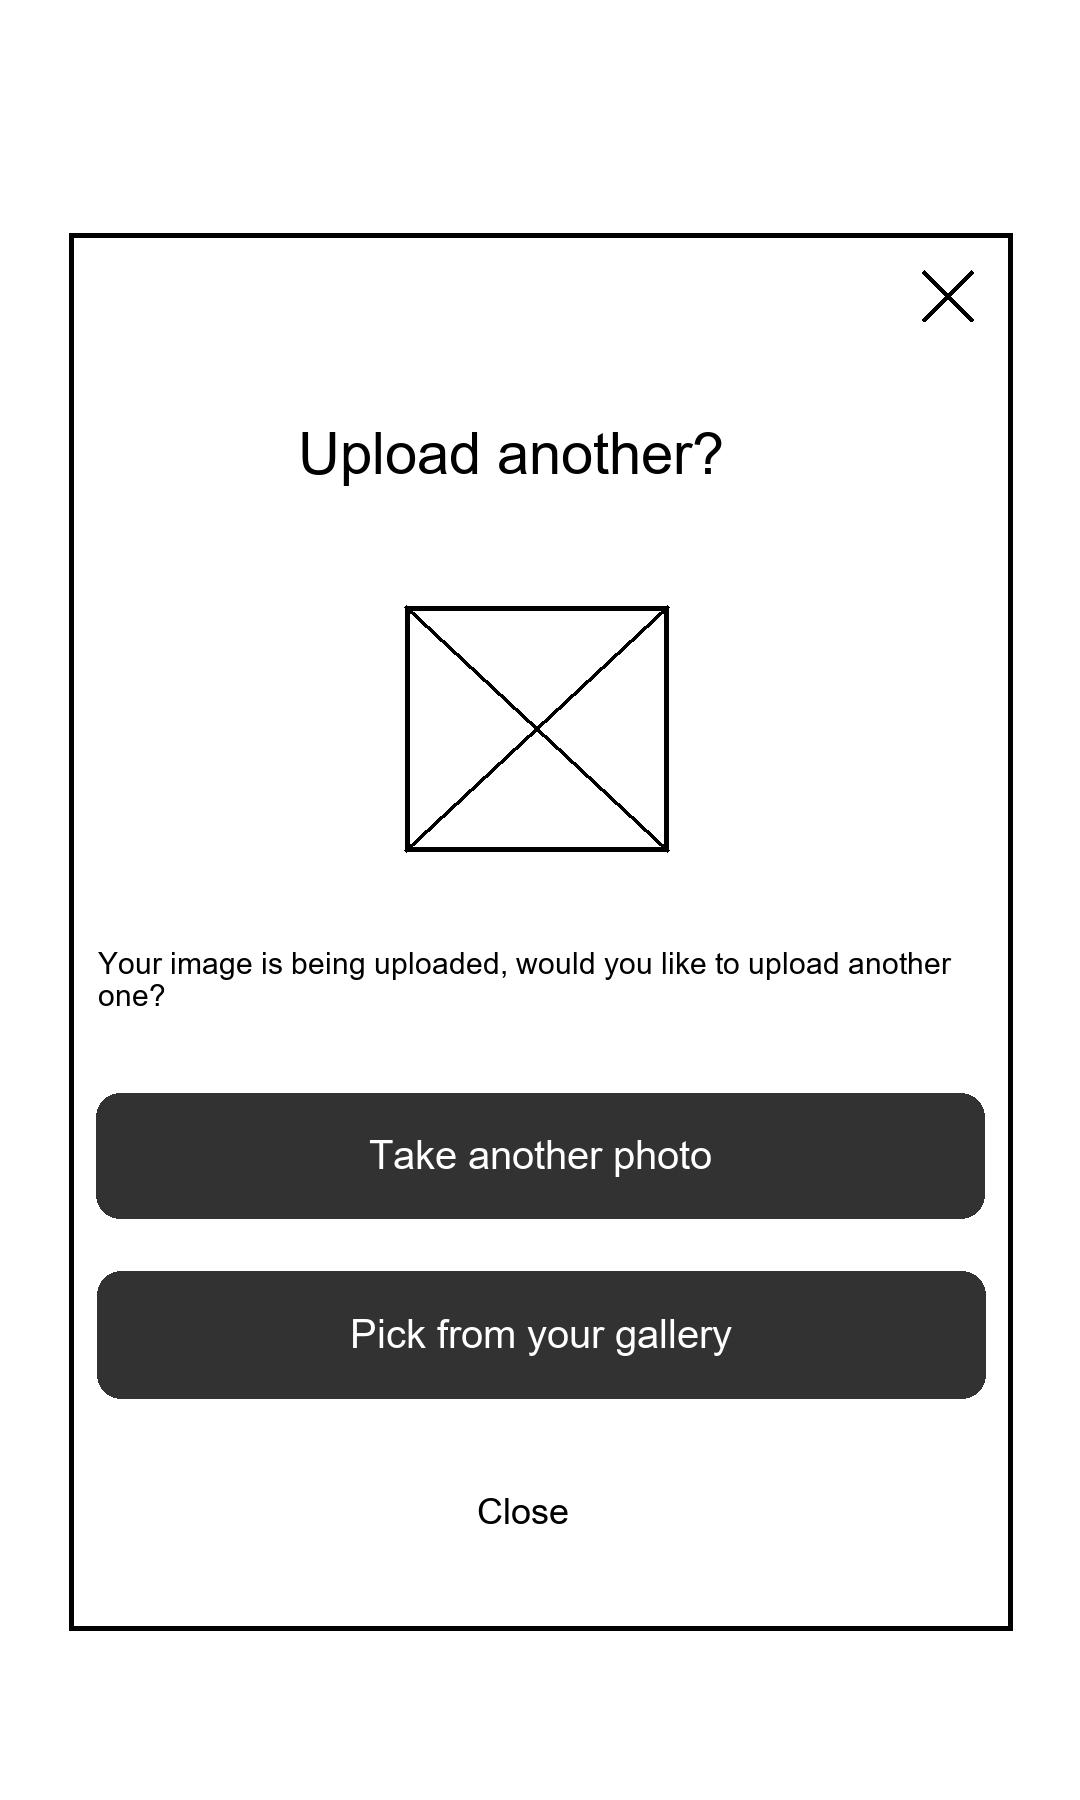 Upload another?
Your image is being uploaded, would you like to upload another
one?
Take another photo
Pick from your gallery
Close